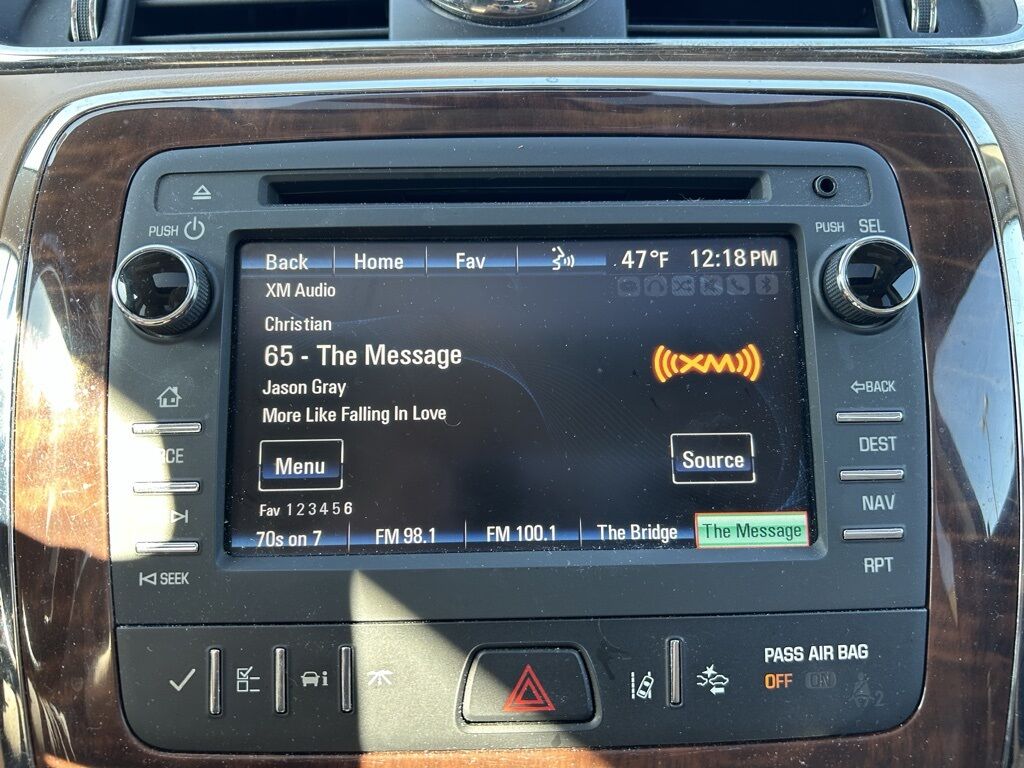 PUSH
PUSH SEL
Back Home Fav 47°F 12:18 PM
XM Audio
Christian
65 - The Message
((XM))
Jason Gray
BACK
More Like Falling In Love
DEST
Menu
Source
NAV
Fav 1 2 3 4 5 6
70s on 7 FM 98.1 FM 100.1 The Bridge The Message
RPT
SEEK
PASS AIR BAG
OFF ON
2